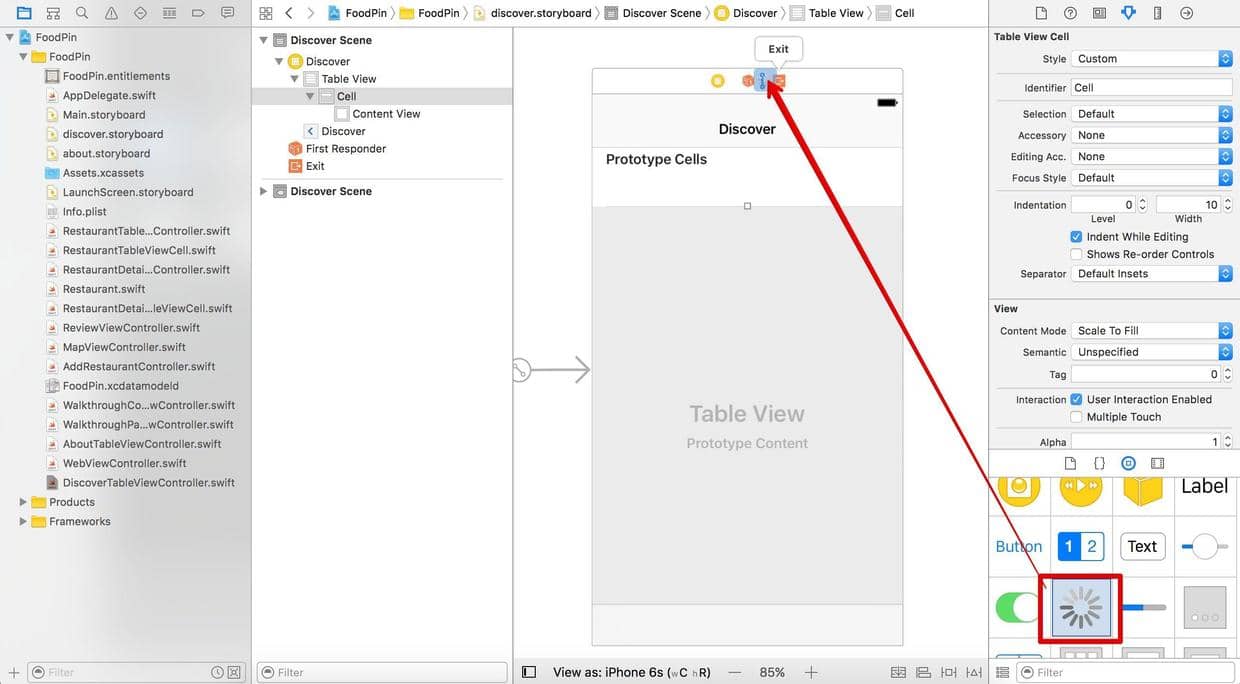 FoodPin
FoodPin
FoodPin.entitlements
AppDelegate.swift
Main.storyboard
discover.storyboard
about.storyboard
Assets.xcassets
LaunchScreen.storyboard
Info.plist
RestaurantTable...Controller.swift
RestaurantTableViewCell.swift
RestaurantDetai...Controller.swift
Restaurant.swift
RestaurantDetai...leViewCell.swift
ReviewViewController.swift
MapViewController.swift
AddRestaurantController.swift
FoodPin.xcdatamodeld
WalkthroughCo...wController.swift
WalkthroughPa...wController.swift
AboutTableViewController.swift
WebViewController.swift
DiscoverTableViewController.swift
Products
Frameworks
Filter
FoodPin FoodPin discover.storyboard Discover Scene Discover Table View Cell
Discover Scene
Discover
Table View
Cell
Content View
Discover
First Responder
Exit
Discover Scene
Filter
Exit
Discover
Prototype Cells
Table View
Prototype Content
View as: iPhone 6s (wC hR) — 85% +
Table View Cell
Style Custom
Identifier Cell
Selection Default
Accessory None
Editing Acc. None
Focus Style Default
Indentation 0 10
Level Width
Indent While Editing
Shows Re-order Controls
Separator Default Insets
View
Content Mode Scale To Fill
Semantic Unspecified
Tag 0
Interaction User Interaction Enabled
Multiple Touch
Alpha 1
{}
Label
Button 1 2 Text
Filter